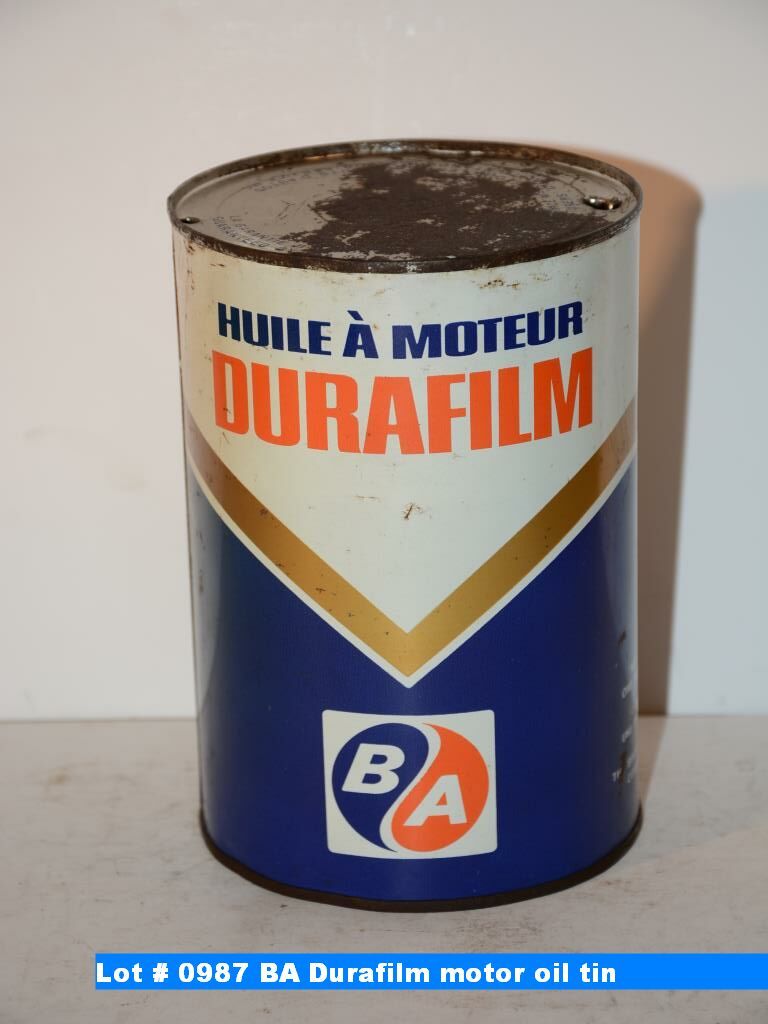 HUILE À MOTEUR
DURAFILM
BA
Lot # 0987 BA Durafilm motor oil tin